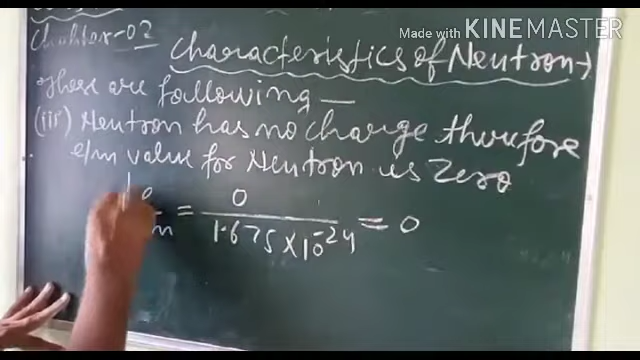 Made with KINEMASTER
Chapter-02
Characteristics of Neutron→
These are following —
(iii) Neutron has no charge therefore
e/m value for Neutron is Zero
e/m = 0/1.675×10⁻²⁴ = 0